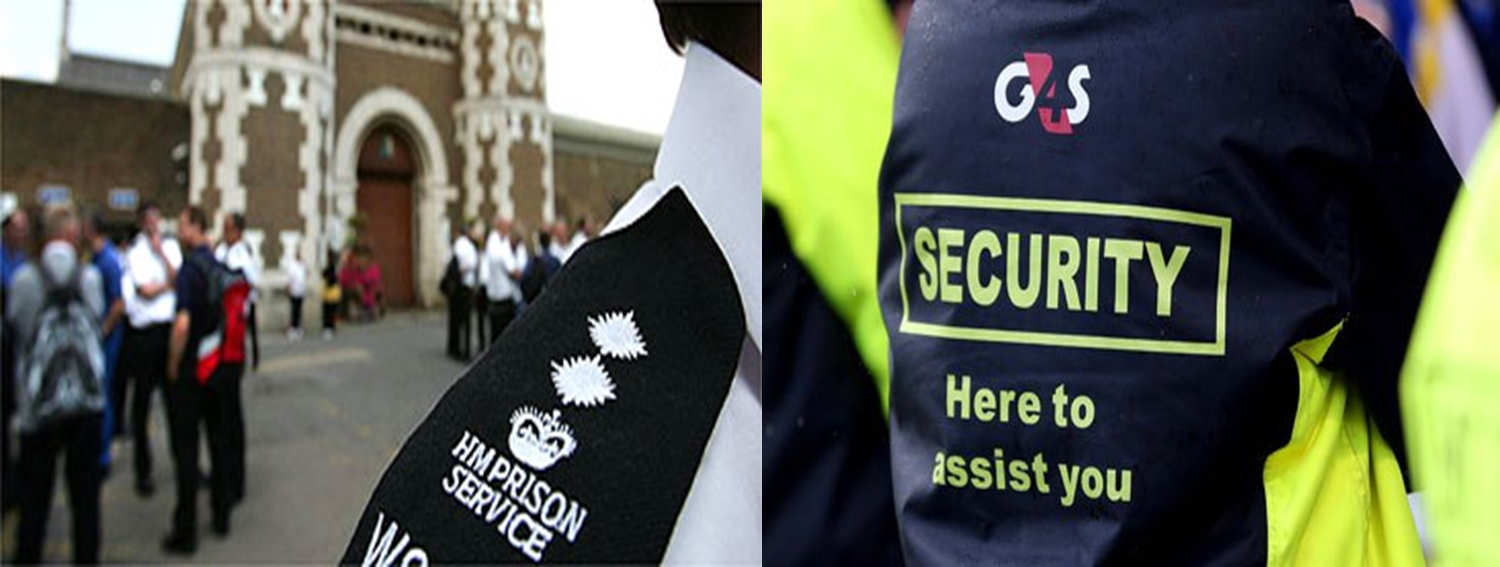 HM PRISON
SERVICE
G4S
SECURITY
Here to
assist you